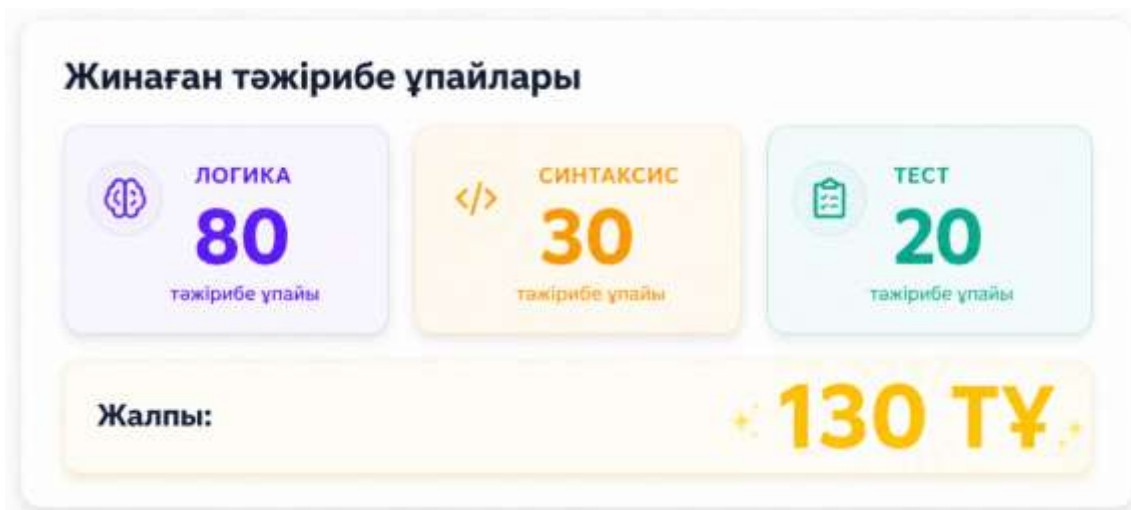 Жинаған тәжірибе ұпайлары
ЛОГИКА
80
тәжірибе ұпайы
</>
СИНТАКСИС
30
тәжірибе ұпайы
ТЕСТ
20
тәжірибе ұпайы
Жалпы:
130 ТҰ